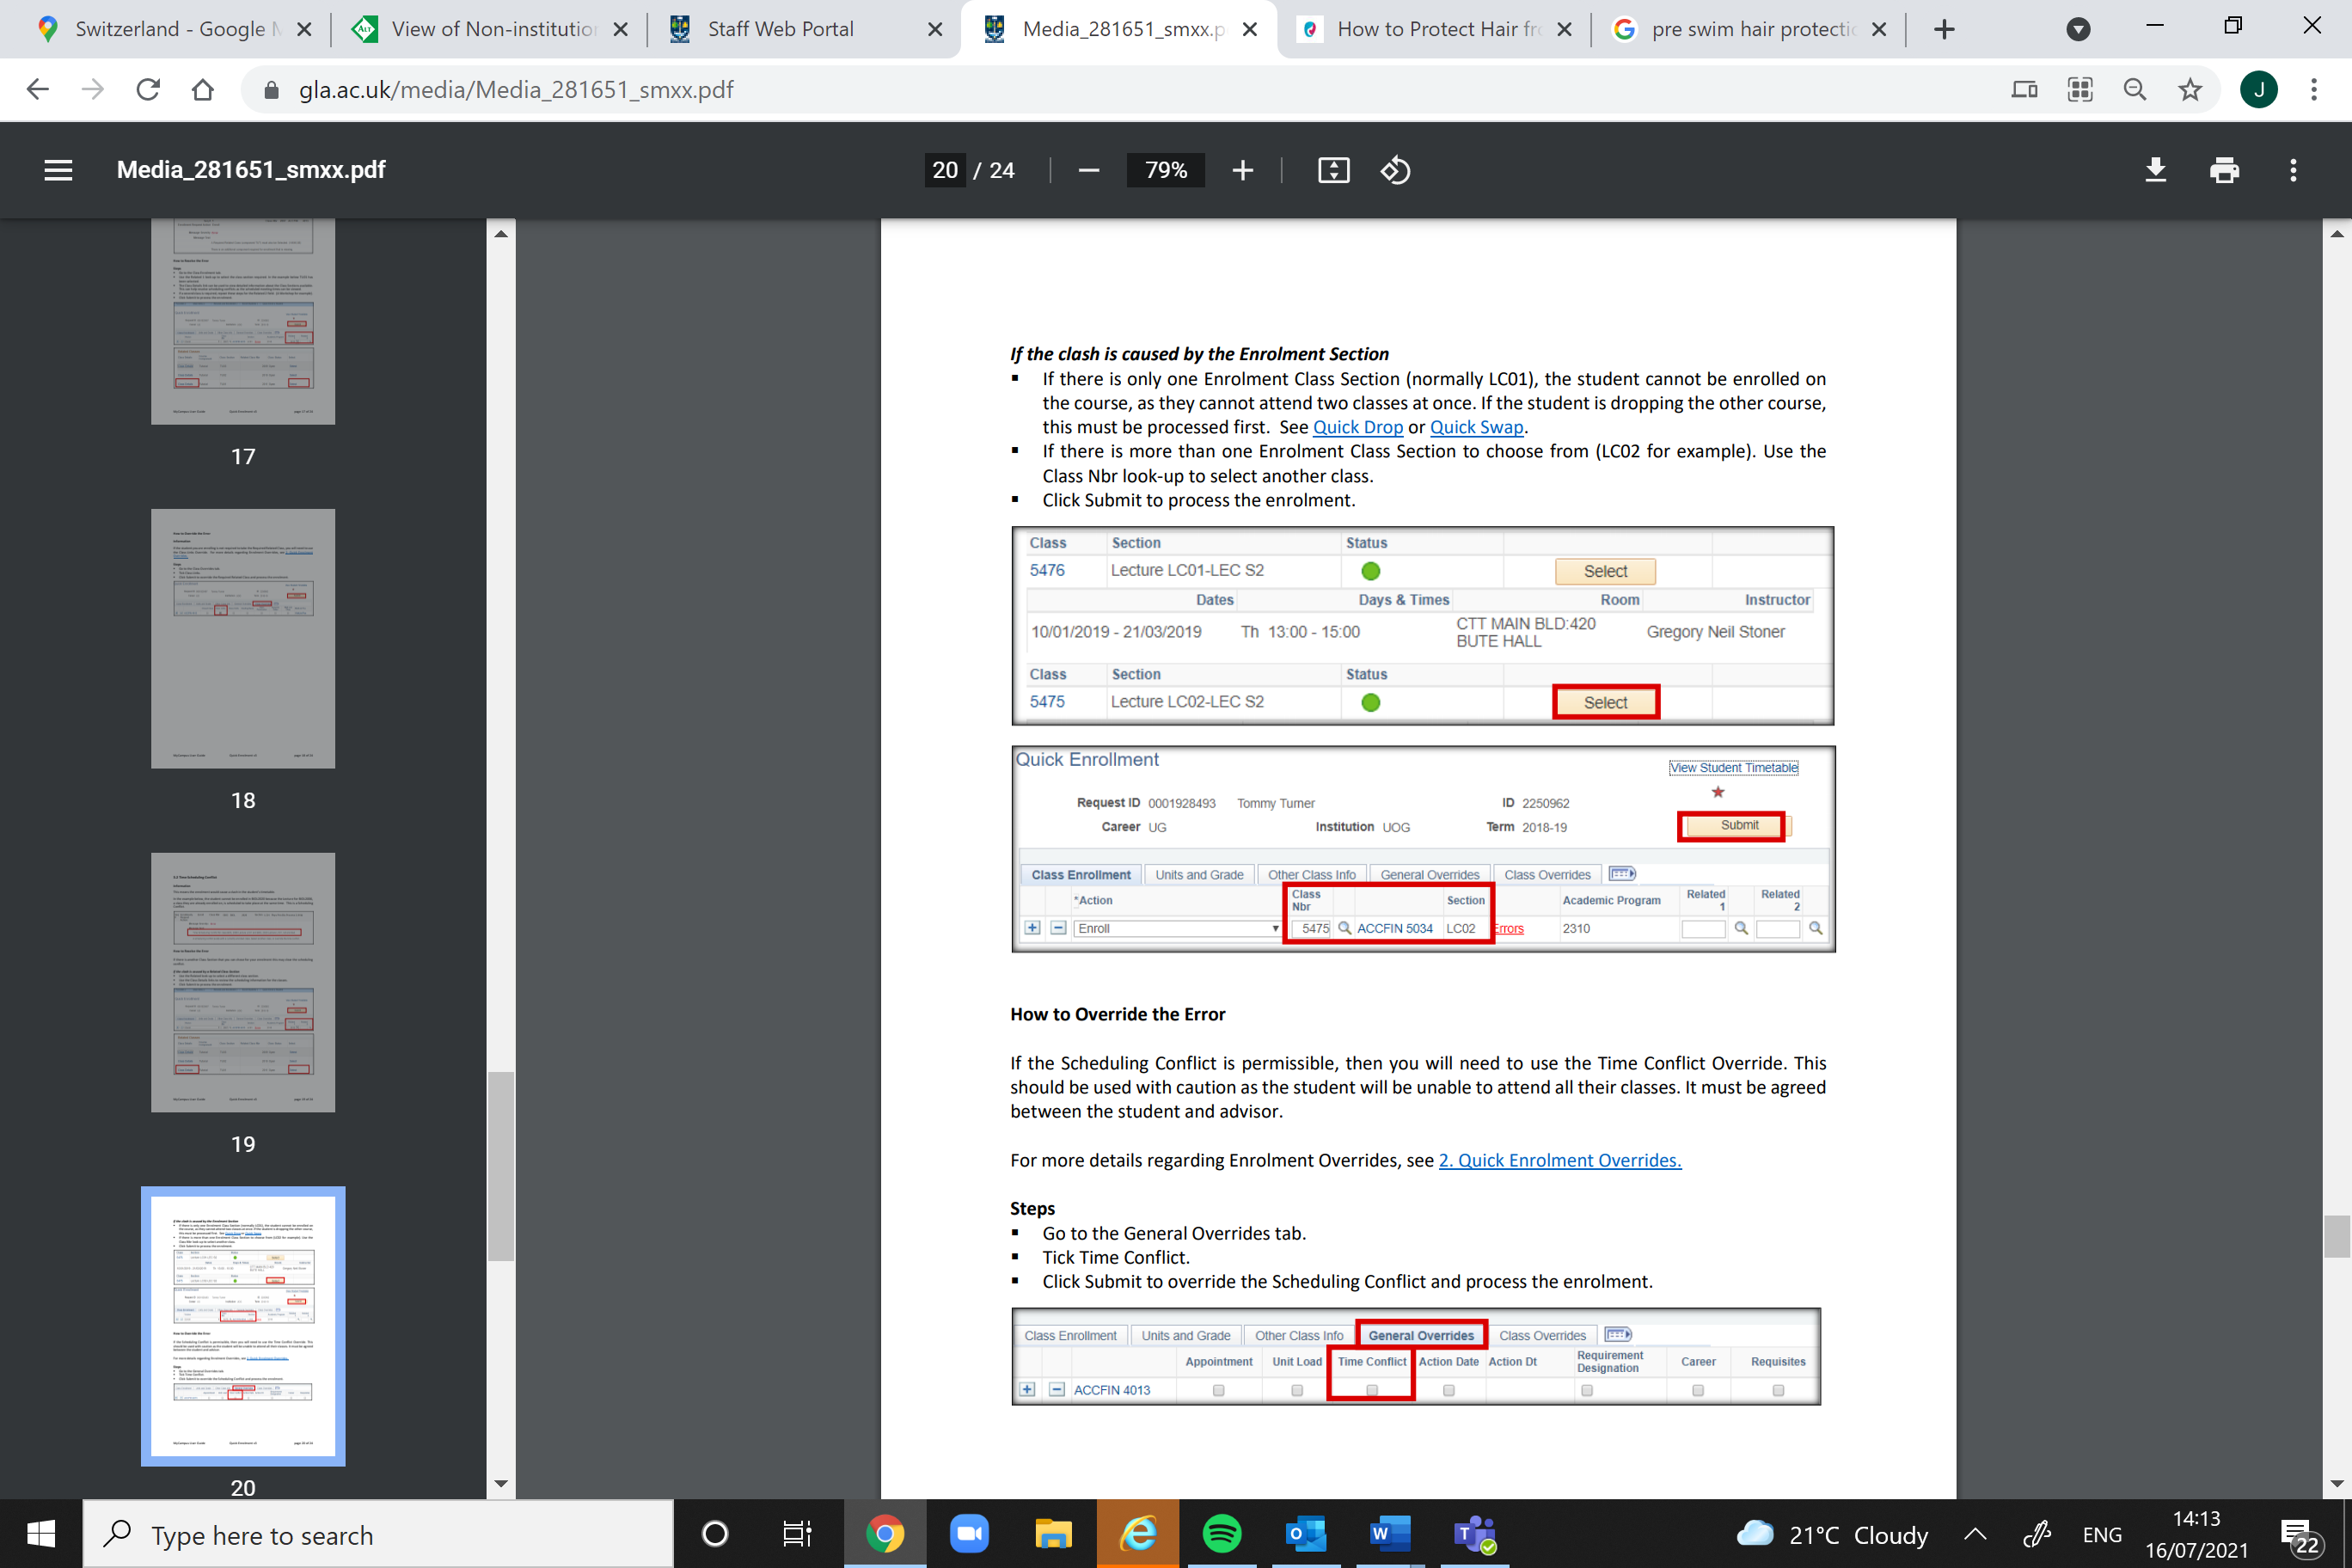 Switzerland - Google M
View of Non-institution
Staff Web Portal
Media_281651_smxx.p
How to Protect Hair fr
pre swim hair protectio
gla.ac.uk/media/Media_281651_smxx.pdf
J
Media_281651_smxx.pdf
20 / 24
79%
17
18
19
20
If the clash is caused by the Enrolment Section
▪ If there is only one Enrolment Class Section (normally LC01), the student cannot be enrolled on
the course, as they cannot attend two classes at once. If the student is dropping the other course,
this must be processed first. See Quick Drop or Quick Swap.
▪ If there is more than one Enrolment Class Section to choose from (LC02 for example). Use the
Class Nbr look-up to select another class.
▪ Click Submit to process the enrolment.
Class Section Status
5476 Lecture LC01-LEC S2 Select
Dates Days & Times Room Instructor
10/01/2019 - 21/03/2019 Th 13:00 - 15:00 CTT MAIN BLD:420 Gregory Neil Stoner
BUTE HALL
Class Section Status
5475 Lecture LC02-LEC S2 Select
Quick Enrollment
View Student Timetable
Request ID 0001928493 Tommy Turner ID 2250962
Career UG Institution UOG Term 2018-19 Submit
Class Enrollment Units and Grade Other Class Info General Overrides Class Overrides
*Action Class Nbr Section Academic Program Related 1 Related 2
Enroll 5475 ACCFIN 5034 LC02 Errors 2310
How to Override the Error
If the Scheduling Conflict is permissible, then you will need to use the Time Conflict Override. This
should be used with caution as the student will be unable to attend all their classes. It must be agreed
between the student and advisor.
For more details regarding Enrolment Overrides, see 2. Quick Enrolment Overrides.
Steps
▪ Go to the General Overrides tab.
▪ Tick Time Conflict.
▪ Click Submit to override the Scheduling Conflict and process the enrolment.
Class Enrollment Units and Grade Other Class Info General Overrides Class Overrides
Appointment Unit Load Time Conflict Action Date Action Dt Requirement Designation Career Requisites
ACCFIN 4013
Type here to search
21°C Cloudy
ENG
14:13
16/07/2021
22